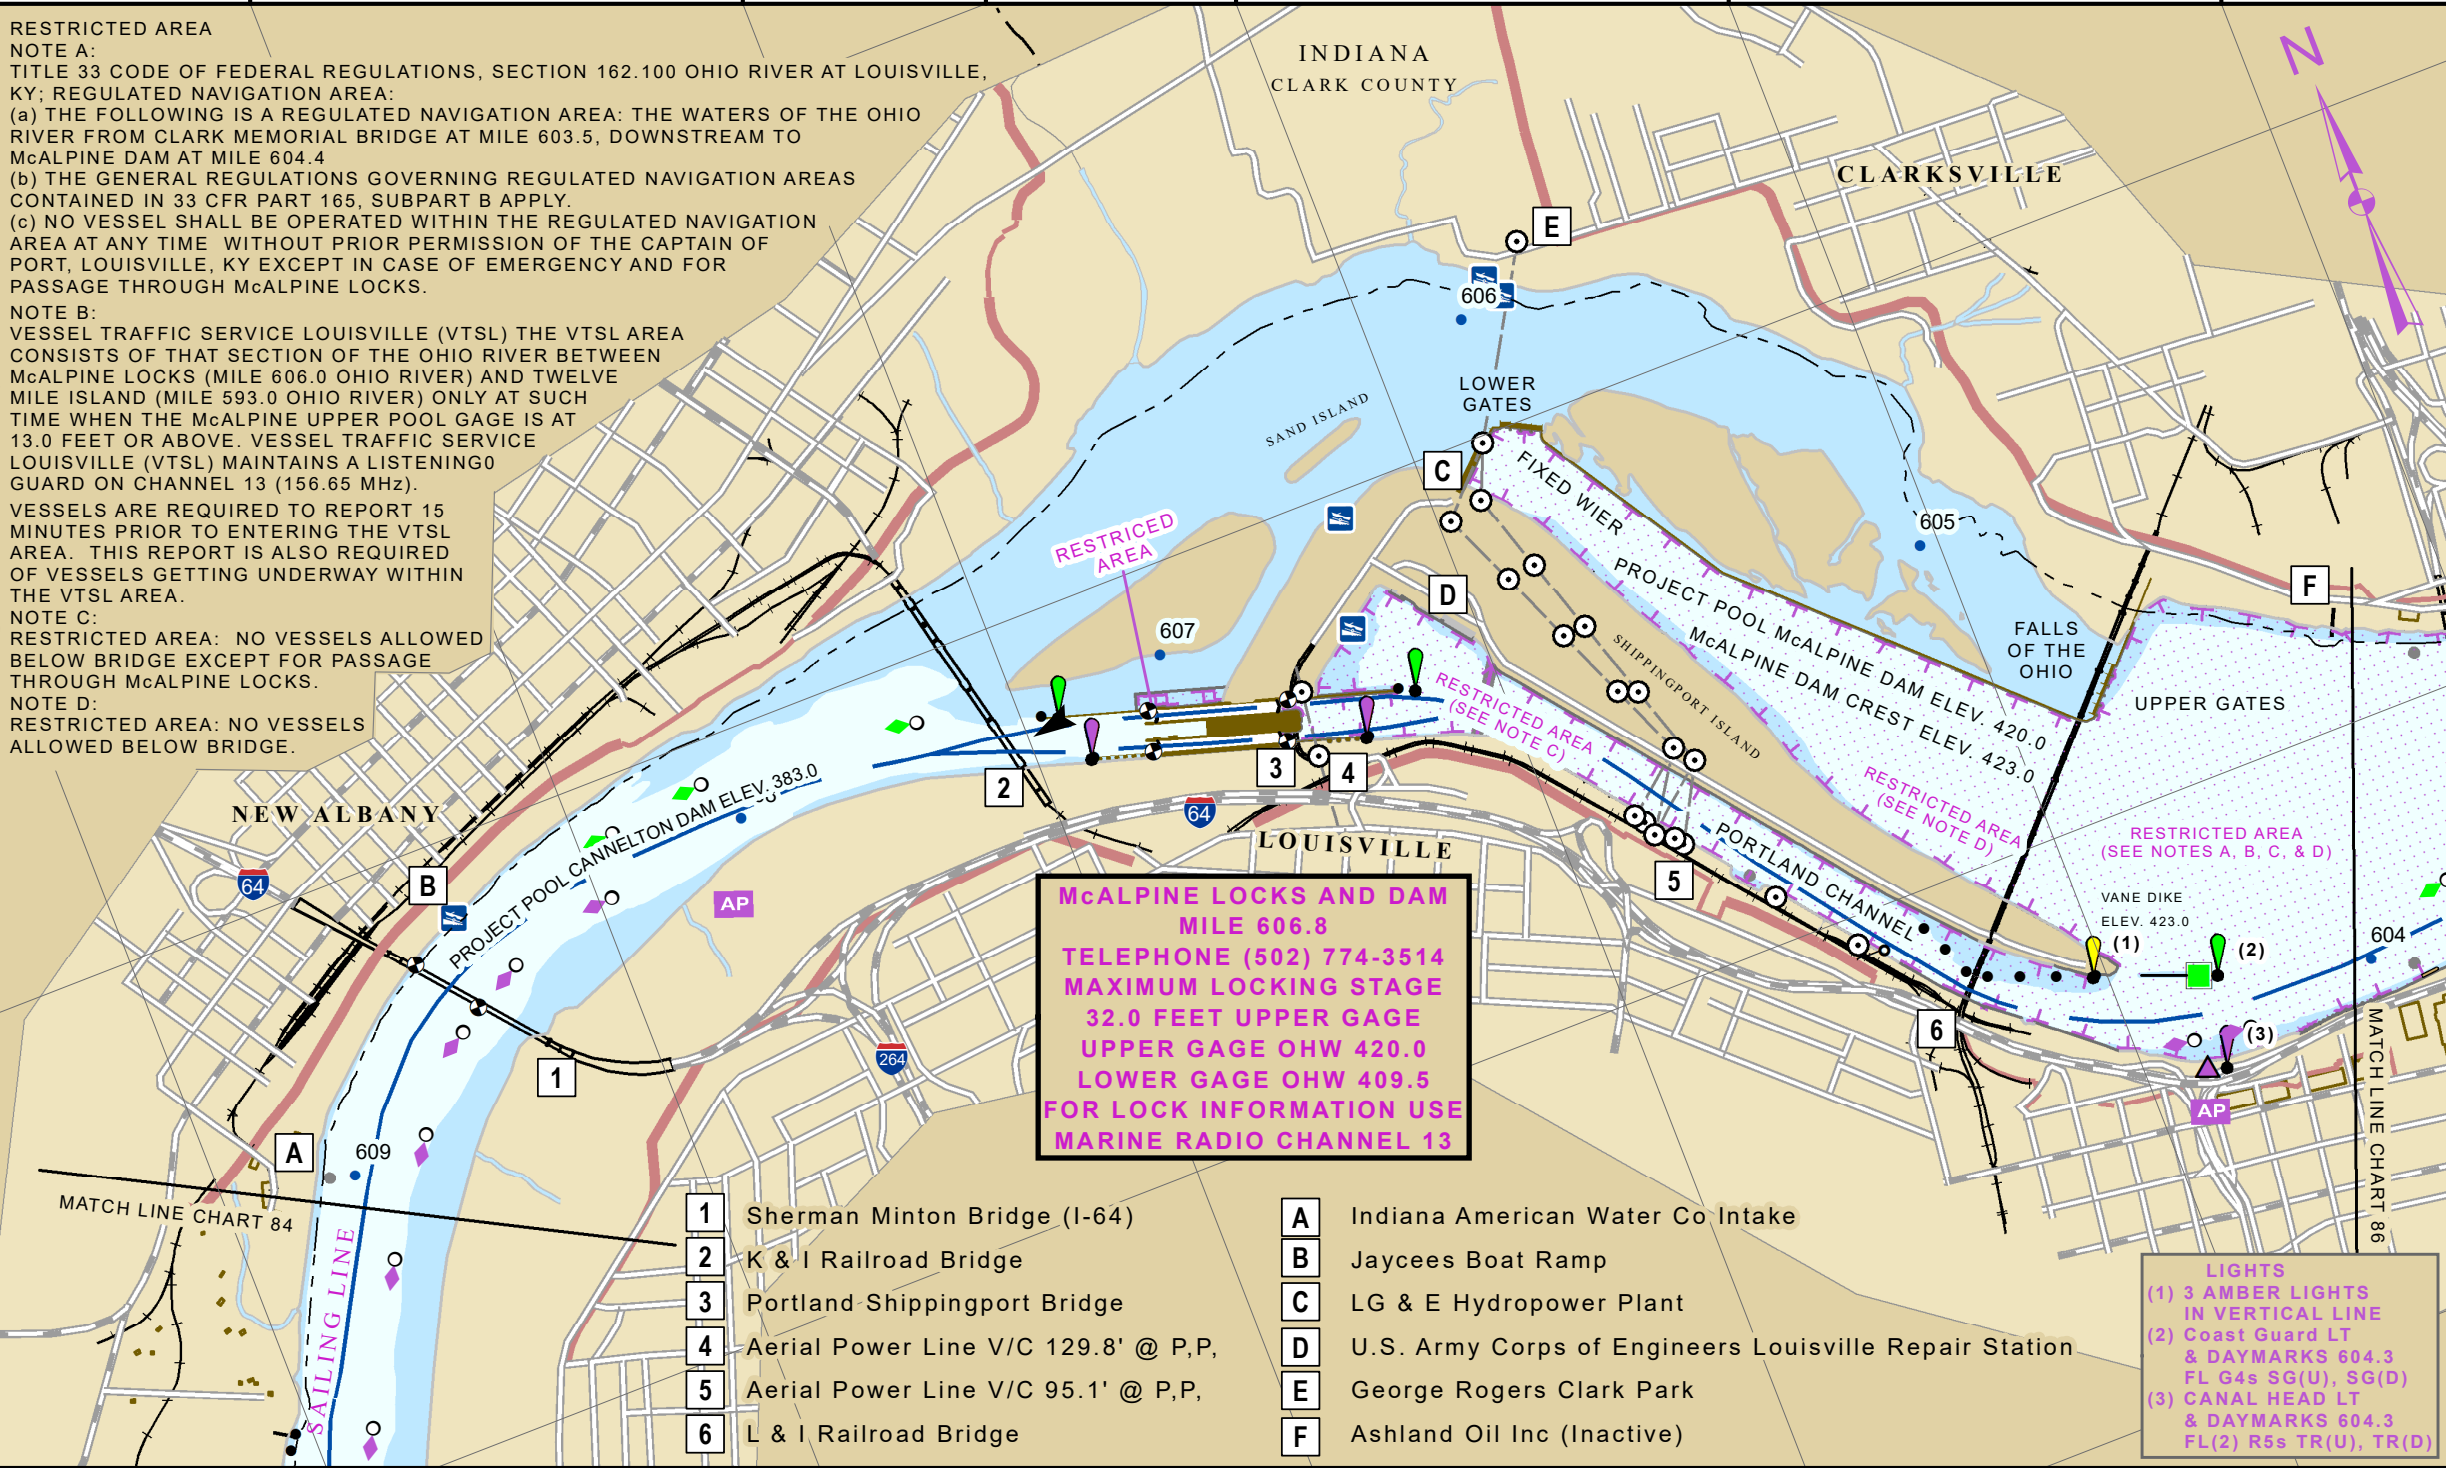 RESTRICTED AREA
NOTE A:
TITLE 33 CODE OF FEDERAL REGULATIONS, SECTION 162.100 OHIO RIVER AT LOUISVILLE,
KY; REGULATED NAVIGATION AREA:
(a) THE FOLLOWING IS A REGULATED NAVIGATION AREA: THE WATERS OF THE OHIO
RIVER FROM CLARK MEMORIAL BRIDGE AT MILE 603.5, DOWNSTREAM TO
McALPINE DAM AT MILE 604.4
(b) THE GENERAL REGULATIONS GOVERNING REGULATED NAVIGATION AREAS
CONTAINED IN 33 CFR PART 165, SUBPART B APPLY.
(c) NO VESSEL SHALL BE OPERATED WITHIN THE REGULATED NAVIGATION
AREA AT ANY TIME WITHOUT PRIOR PERMISSION OF THE CAPTAIN OF
PORT, LOUISVILLE, KY EXCEPT IN CASE OF EMERGENCY AND FOR
PASSAGE THROUGH McALPINE LOCKS.
NOTE B:
VESSEL TRAFFIC SERVICE LOUISVILLE (VTSL) THE VTSL AREA
CONSISTS OF THAT SECTION OF THE OHIO RIVER BETWEEN
McALPINE LOCKS (MILE 606.0 OHIO RIVER) AND TWELVE
MILE ISLAND (MILE 593.0 OHIO RIVER) ONLY AT SUCH
TIME WHEN THE McALPINE UPPER POOL GAGE IS AT
13.0 FEET OR ABOVE. VESSEL TRAFFIC SERVICE
LOUISVILLE (VTSL) MAINTAINS A LISTENING0
GUARD ON CHANNEL 13 (156.65 MHz).
VESSELS ARE REQUIRED TO REPORT 15
MINUTES PRIOR TO ENTERING THE VTSL
AREA. THIS REPORT IS ALSO REQUIRED
OF VESSELS GETTING UNDERWAY WITHIN
THE VTSL AREA.
NOTE C:
RESTRICTED AREA: NO VESSELS ALLOWED
BELOW BRIDGE EXCEPT FOR PASSAGE
THROUGH McALPINE LOCKS.
NOTE D:
RESTRICTED AREA: NO VESSELS
ALLOWED BELOW BRIDGE.
INDIANA
CLARK COUNTY
CLARKSVILLE
N
E
606
LOWER
GATES
SAND ISLAND
C
FIXED WIER
605
RESTRICED
AREA
D
F
PROJECT POOL McALPINE DAM ELEV. 420.0
McALPINE DAM CREST ELEV. 423.0
FALLS
OF THE
OHIO
607
SHIPPINGPORT ISLAND
RESTRICTED AREA
(SEE NOTE C)
UPPER GATES
RESTRICTED AREA
(SEE NOTE D)
RESTRICTED AREA
(SEE NOTES A, B, C, & D)
2
3
4
64
LOUISVILLE
NEW ALBANY
PROJECT POOL CANNELTON DAM ELEV. 383.0
64
B
AP
5
PORTLAND CHANNEL
VANE DIKE
ELEV. 423.0
(1)
(2)
604
6
(3)
AP
MATCH LINE CHART 86
264
1
A
609
MATCH LINE CHART 84
SAILING LINE
McALPINE LOCKS AND DAM
MILE 606.8
TELEPHONE (502) 774-3514
MAXIMUM LOCKING STAGE
32.0 FEET UPPER GAGE
UPPER GAGE OHW 420.0
LOWER GAGE OHW 409.5
FOR LOCK INFORMATION USE
MARINE RADIO CHANNEL 13
1 Sherman Minton Bridge (I-64)
2 K & I Railroad Bridge
3 Portland Shippingport Bridge
4 Aerial Power Line V/C 129.8' @ P,P,
5 Aerial Power Line V/C 95.1' @ P,P,
6 L & I Railroad Bridge
A Indiana American Water Co Intake
B Jaycees Boat Ramp
C LG & E Hydropower Plant
D U.S. Army Corps of Engineers Louisville Repair Station
E George Rogers Clark Park
F Ashland Oil Inc (Inactive)
LIGHTS
(1) 3 AMBER LIGHTS
IN VERTICAL LINE
(2) Coast Guard LT
& DAYMARKS 604.3
FL G4s SG(U), SG(D)
(3) CANAL HEAD LT
& DAYMARKS 604.3
FL(2) R5s TR(U), TR(D)